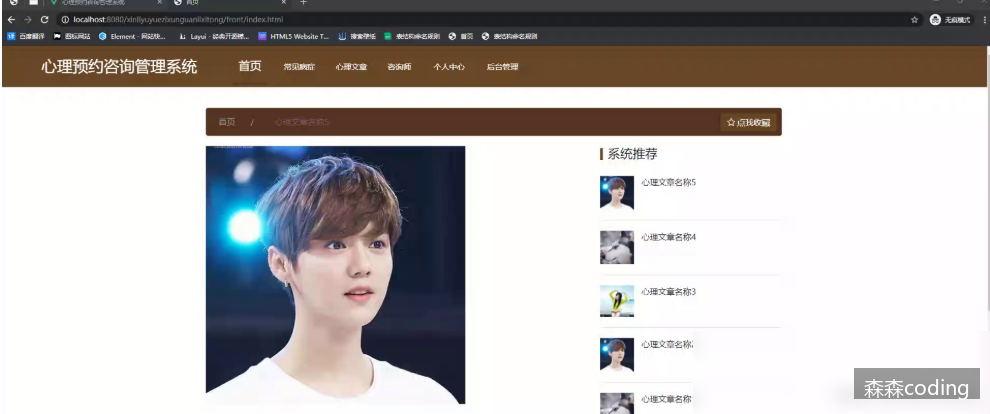 心理预约咨询管理系统
首页
localhost:8080/xinliyuyuezixunguanlixitong/front/index.html
无痕模式
百度翻译
图标网站
Element - 网站快...
Layui - 经典开源模...
HTML5 Website T...
搜索壁纸
表结构命名规则
首页
表结构命名规则
心理预约咨询管理系统
首页
常见病症
心理文章
咨询师
个人中心
后台管理
首页 / 心理文章名称5
点我收藏
系统推荐
心理文章名称5
心理文章名称4
心理文章名称3
心理文章名称2
心理文章名称
森森coding